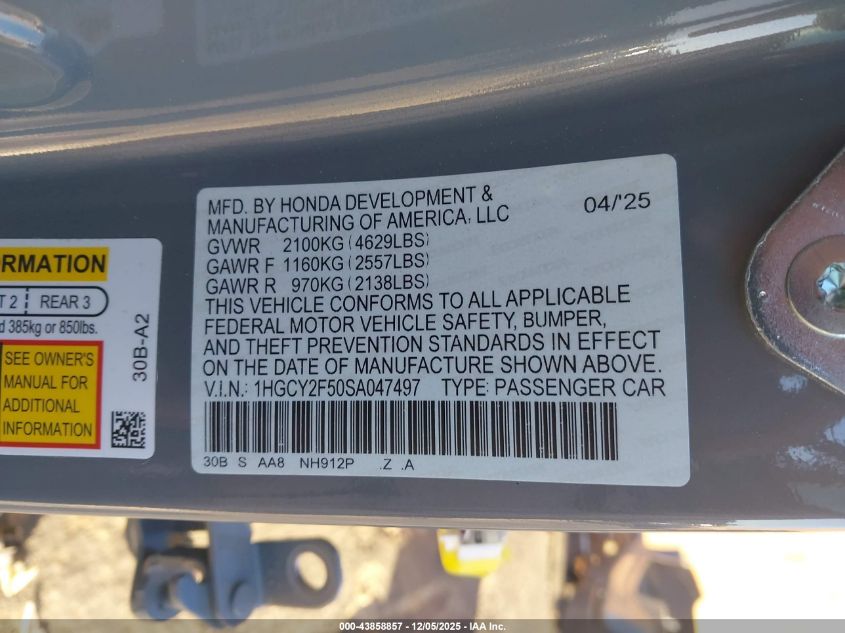 MFD. BY HONDA DEVELOPMENT &
MANUFACTURING OF AMERICA, LLC 04/'25
GVWR 2100KG (4629LBS)
GAWR F 1160KG (2557LBS)
GAWR R 970KG (2138LBS)
THIS VEHICLE CONFORMS TO ALL APPLICABLE
FEDERAL MOTOR VEHICLE SAFETY, BUMPER,
AND THEFT PREVENTION STANDARDS IN EFFECT
ON THE DATE OF MANUFACTURE SHOWN ABOVE.
V.I.N.: 1HGCY2F50SA047497 TYPE: PASSENGER CAR
30B S AA8 NH912P .Z .A
RMATION
T 2 REAR 3
d 385kg or 850lbs.
SEE OWNER'S
MANUAL FOR
ADDITIONAL
INFORMATION
30B-A2
000-43858857 - 12/05/2025 - IAA Inc.